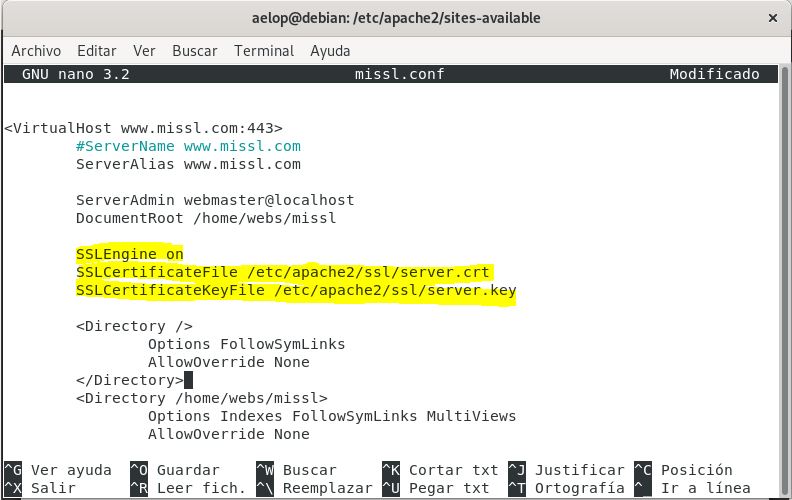 aelop@debian: /etc/apache2/sites-available ×
Archivo Editar Ver Buscar Terminal Ayuda
GNU nano 3.2 missl.conf Modificado
<VirtualHost www.missl.com:443>
#ServerName www.missl.com
ServerAlias www.missl.com
ServerAdmin webmaster@localhost
DocumentRoot /home/webs/missl
SSLEngine on
SSLCertificateFile /etc/apache2/ssl/server.crt
SSLCertificateKeyFile /etc/apache2/ssl/server.key
<Directory />
Options FollowSymLinks
AllowOverride None
</Directory>
<Directory /home/webs/missl>
Options Indexes FollowSymLinks MultiViews
AllowOverride None
^G Ver ayuda ^O Guardar ^W Buscar ^K Cortar txt ^J Justificar ^C Posición
^X Salir ^R Leer fich. ^\ Reemplazar ^U Pegar txt ^T Ortografía ^_ Ir a línea